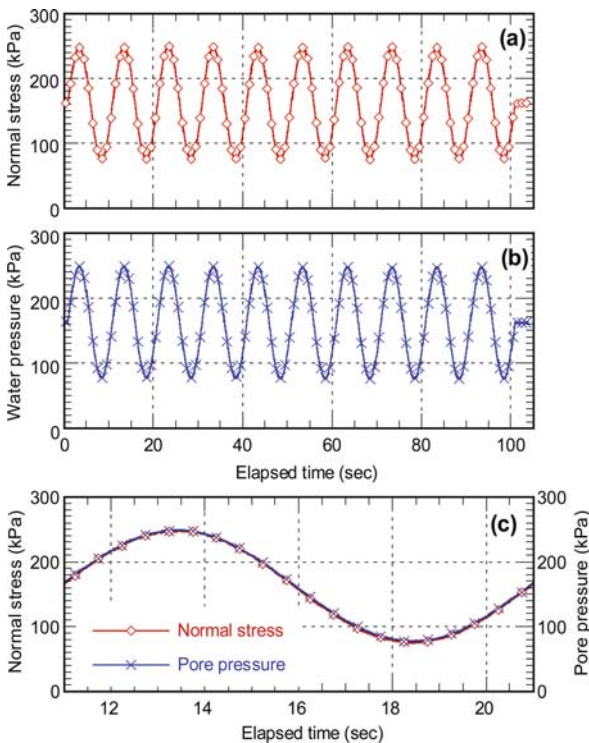 300
200
100
0
Normal stress (kPa)
(a)
300
200
100
0
Water pressure (kPa)
(b)
0 20 40 60 80 100
Elapsed time (sec)
300
200
100
0
Normal stress (kPa)
(c)
Normal stress
Pore pressure
300
200
100
0
Pore pressure (kPa)
12 14 16 18 20
Elapsed time (sec)